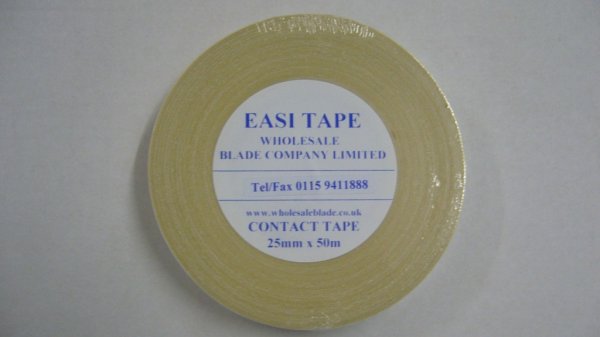 EASI TAPE
WHOLESALE
BLADE COMPANY LIMITED
Tel/Fax 0115 9411888
www.wholesaleblade.co.uk
CONTACT TAPE
25mm x 50m